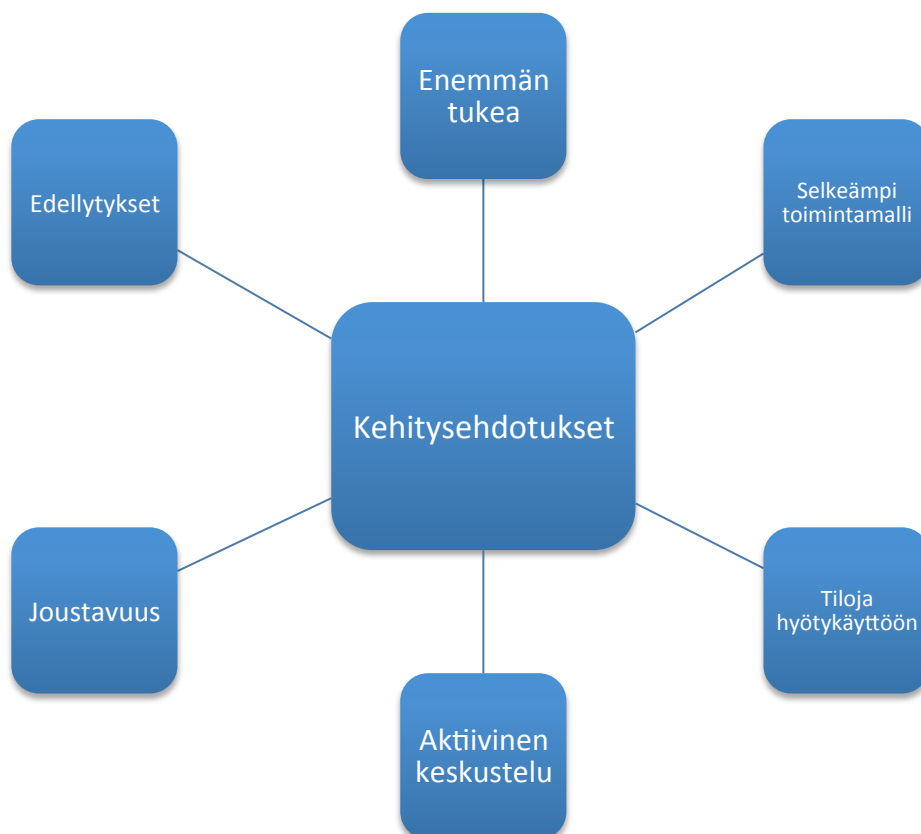 Enemmän
tukea
Edellytykset
Selkeämpi
toimintamalli
Kehitysehdotukset
Joustavuus
Tiloja
hyötykäyttöön
Aktiivinen
keskustelu